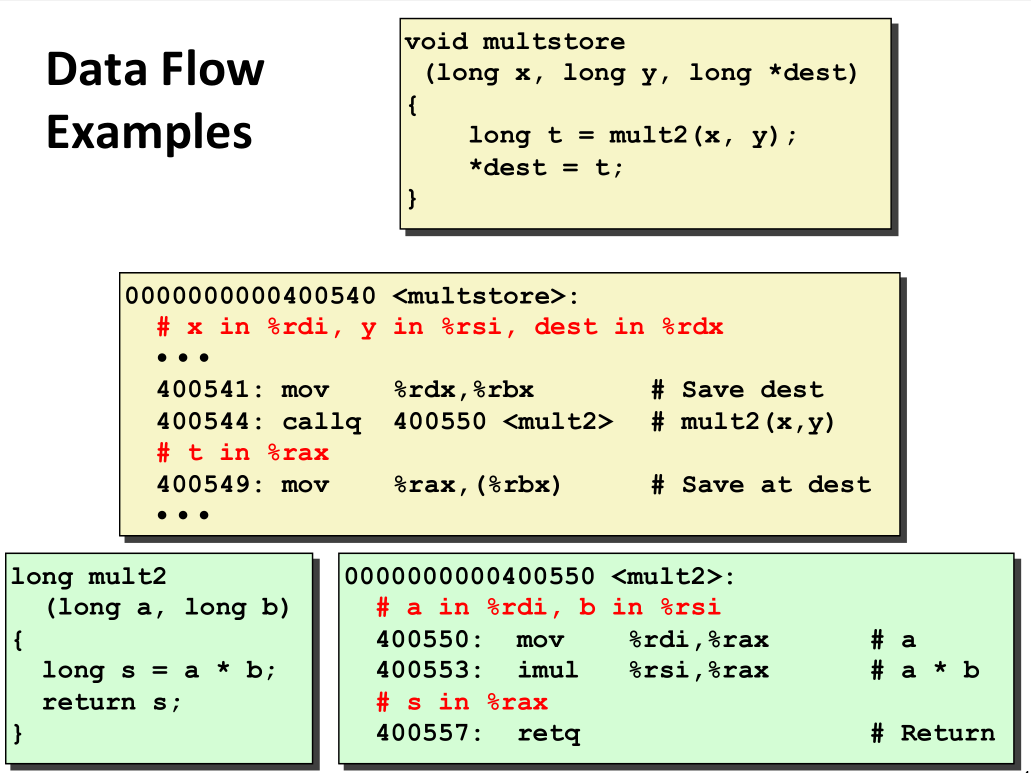 Data Flow
Examples
void multstore
 (long x, long y, long *dest)
{
    long t = mult2(x, y);
    *dest = t;
}
0000000000400540 <multstore>:
  # x in %rdi, y in %rsi, dest in %rdx
  • • •
  400541: mov    %rdx,%rbx       # Save dest
  400544: callq  400550 <mult2>  # mult2(x,y)
  # t in %rax
  400549: mov    %rax,(%rbx)     # Save at dest
  • • •
long mult2
  (long a, long b)
{
  long s = a * b;
  return s;
}
0000000000400550 <mult2>:
  # a in %rdi, b in %rsi
  400550:  mov    %rdi,%rax      # a
  400553:  imul   %rsi,%rax      # a * b
  # s in %rax
  400557:  retq                  # Return